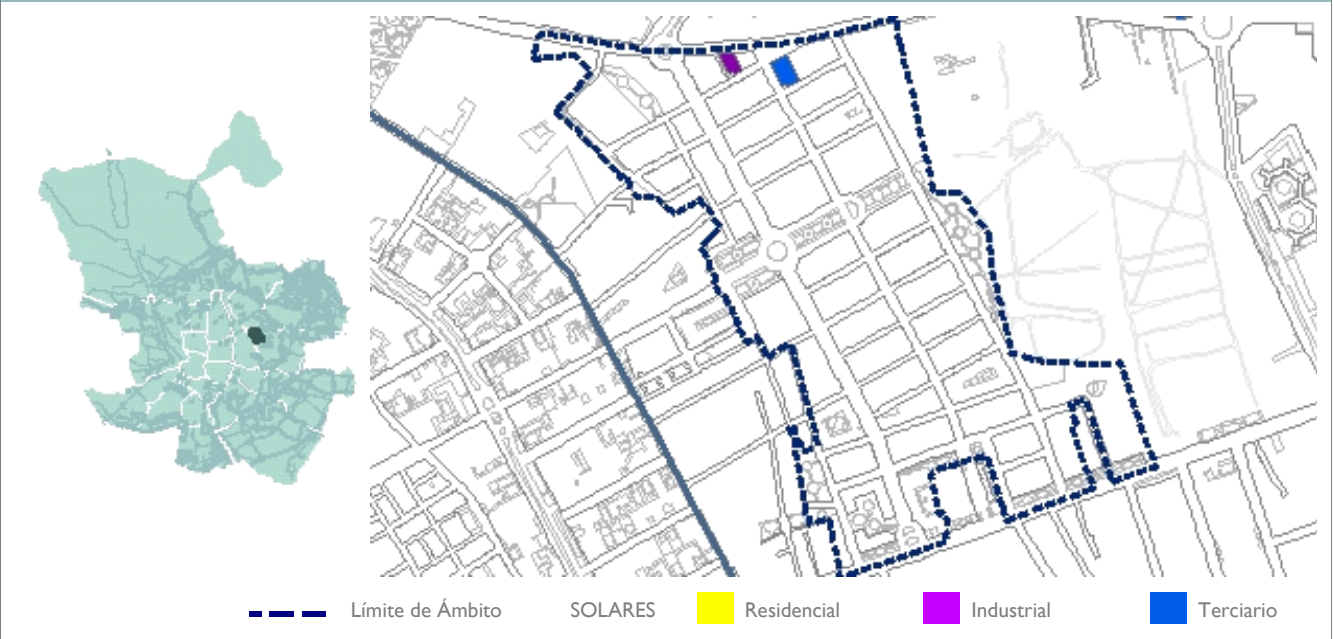 Límite de Ámbito
SOLARES
Residencial
Industrial
Terciario